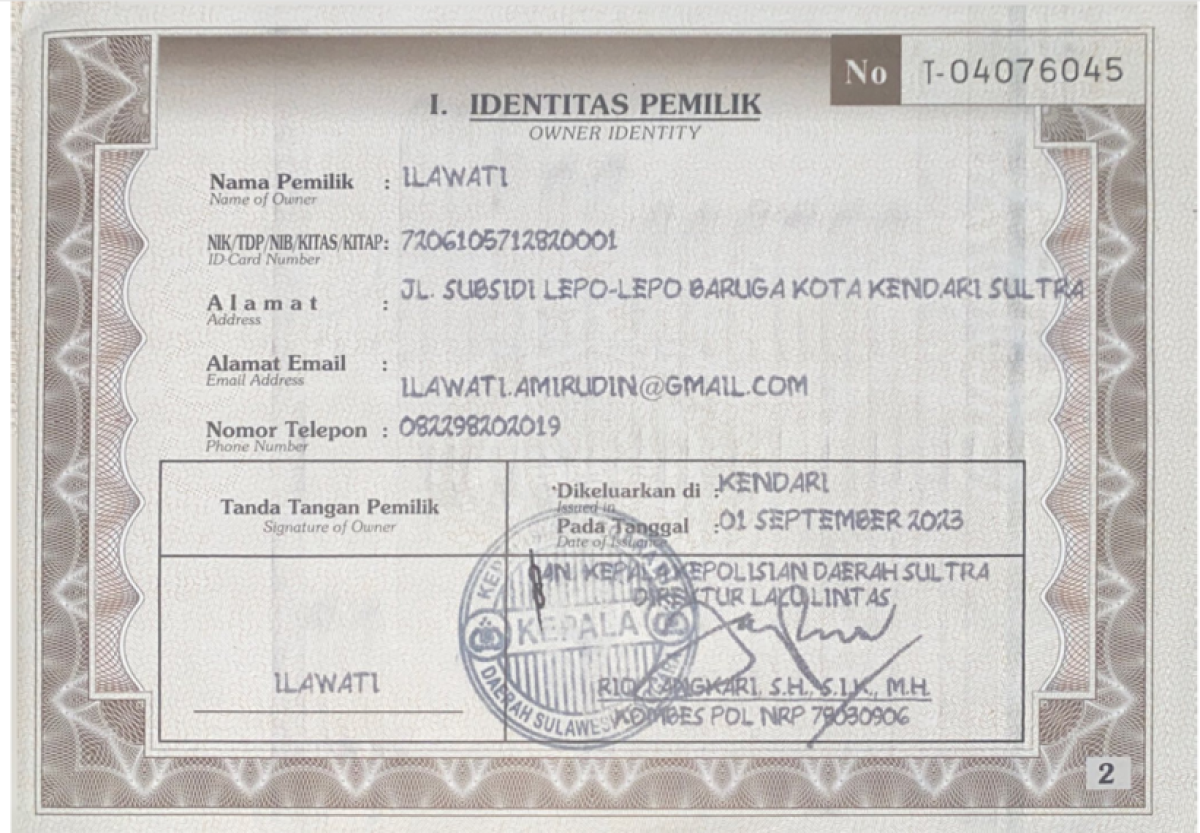 No T-04076045
I. IDENTITAS PEMILIK
OWNER IDENTITY
Nama Pemilik : ILAWATI
Name of Owner
NIK/TDP/NIB/KITAS/KITAP: 7206105712820001
ID Card Number
Alamat : JL. SUBSIDI LEPO-LEPO BARUGA KOTA KENDARI SULTRA
Address
Alamat Email :
Email Address
ILAWATI.AMIRUDIN@GMAIL.COM
Nomor Telepon : 082298202019
Phone Number
Tanda Tangan Pemilik
Signature of Owner
Dikeluarkan di : KENDARI
Issued in
Pada Tanggal : 01 SEPTEMBER 2023
Date of Issuance
AN. KEPALA KEPOLISIAN DAERAH SULTRA
DIREKTUR LALU LINTAS
KEPALA
DAERAH
ILAWATI
TANGKARI, S.H., S.I.K., M.H.
KOMBES POL NRP 78030906
2